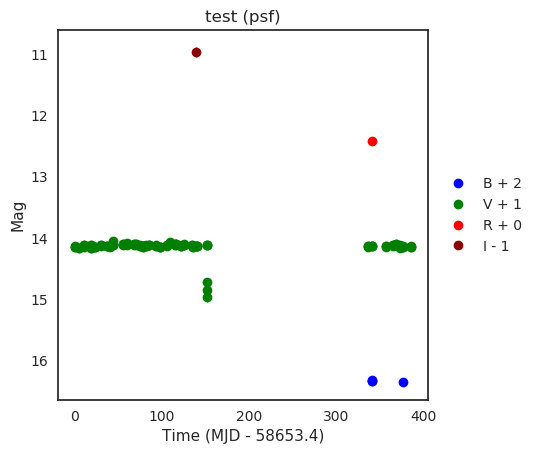 test (psf)
Mag
11
12
13
14
15
16
0 100 200 300 400
Time (MJD - 58653.4)
B + 2
V + 1
R + 0
I - 1